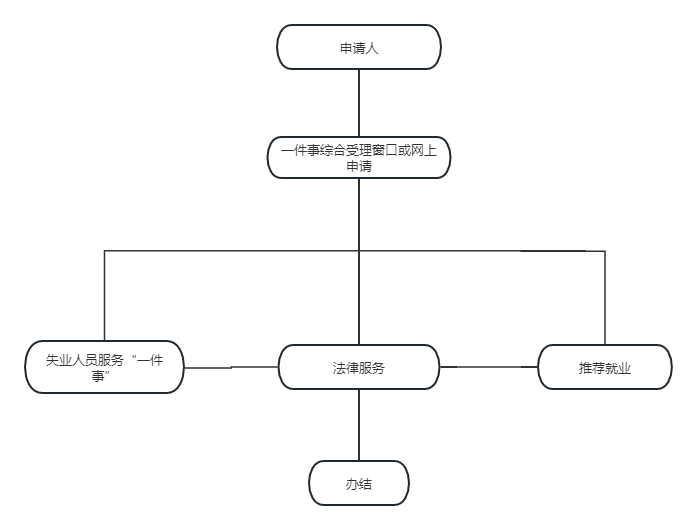 申请人
一件事综合受理窗口或网上
申请
失业人员服务“一件
事”
法律服务
推荐就业
办结